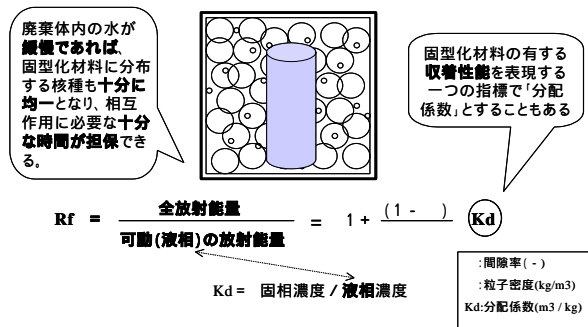 廃棄体内の水が
緩慢であれば、
固型化材料に分布
する核種も十分に
均一となり、相互
作用に必要な十分
な時間が担保でき
る。
固型化材料の有する
収着性能を表現する
一つの指標で「分配
係数」とすることもある
Rf = 全放射能量 / 可動(液相)の放射能量 = 1 + (1 - ) Kd
Kd = 固相濃度 / 液相濃度
:間隙率( - )
:粒子密度(kg/m3)
Kd:分配係数(m3 / kg)